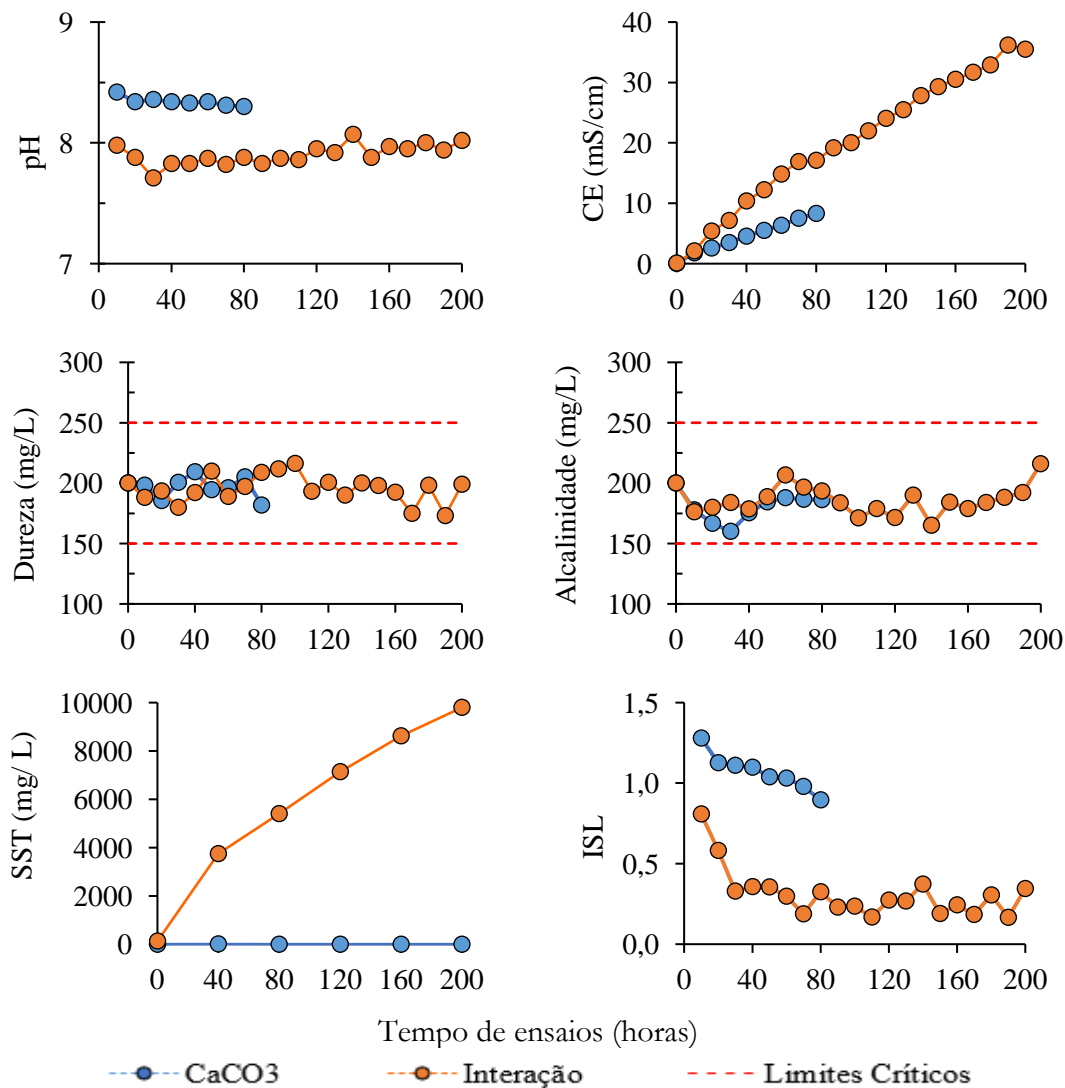 9
8
7
pH
0 40 80 120 160 200
40
30
20
10
0
CE (mS/cm)
0 40 80 120 160 200
300
250
200
150
100
Dureza (mg/L)
0 40 80 120 160 200
300
250
200
150
100
Alcalinidade (mg/L)
0 40 80 120 160 200
10000
8000
6000
4000
2000
0
SST (mg/ L)
0 40 80 120 160 200
1,5
1,0
0,5
0,0
ISL
0 40 80 120 160 200
Tempo de ensaios (horas)
CaCO3 Interação Limites Críticos